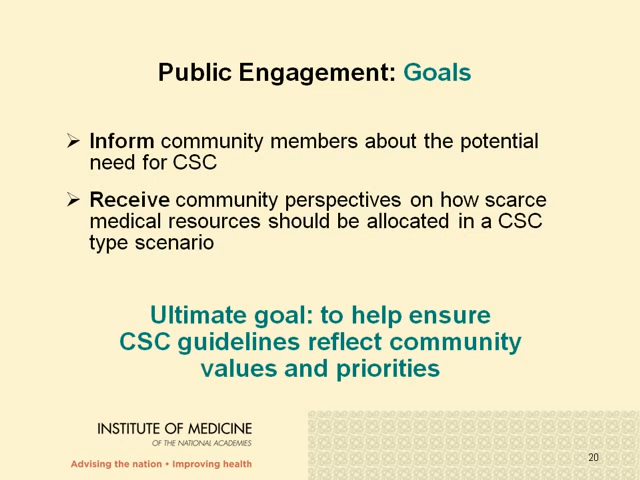 Public Engagement: Goals
➢ Inform community members about the potential
need for CSC
➢ Receive community perspectives on how scarce
medical resources should be allocated in a CSC
type scenario
Ultimate goal: to help ensure
CSC guidelines reflect community
values and priorities
INSTITUTE OF MEDICINE
OF THE NATIONAL ACADEMIES
Advising the nation • Improving health
20